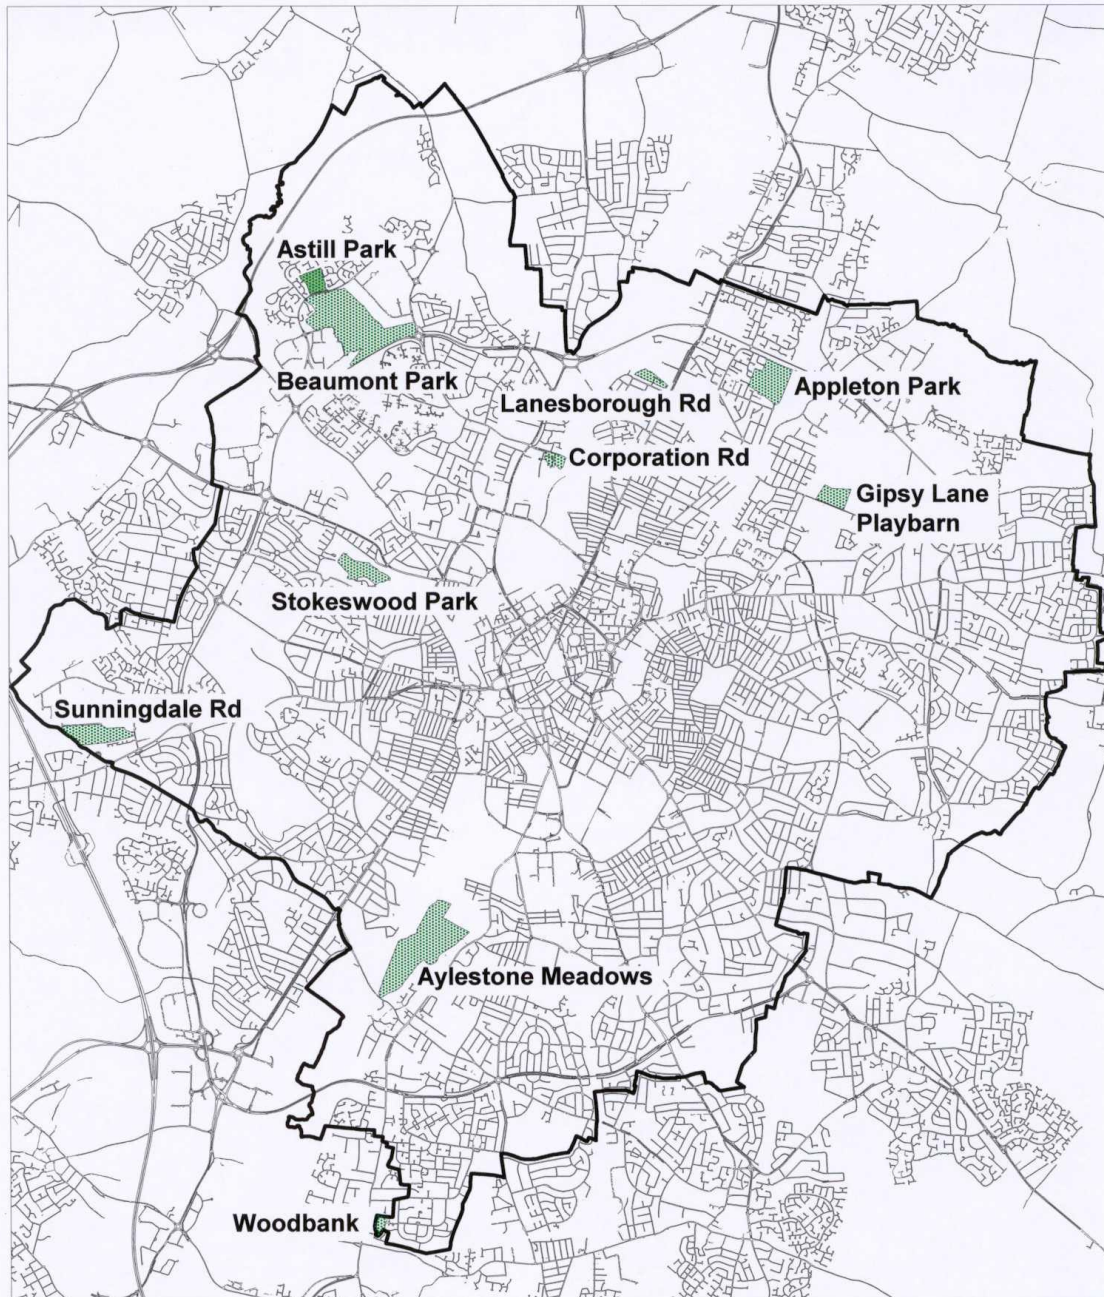 Astill Park
Beaumont Park
Lanesborough Rd
Appleton Park
Corporation Rd
Gipsy Lane
Playbarn
Stokeswood Park
Sunningdale Rd
Aylestone Meadows
Woodbank